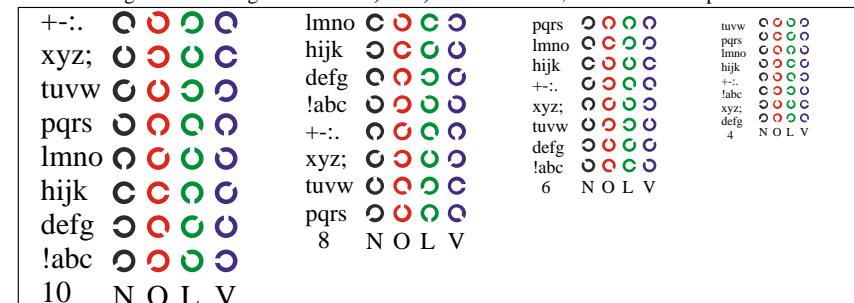 +-:.
xyz;
tuvw
pqrs
lmno
hijk
defg
!abc
10 N O L V
lmno
hijk
defg
!abc
+-:.
xyz;
tuvw
pqrs
8 N O L V
pqrs
lmno
hijk
+-:.
xyz;
tuvw
defg
!abc
6 N O L V
tuvw
pqrs
lmno
hijk
+-:.
!abc
xyz;
defg
4 N O L V